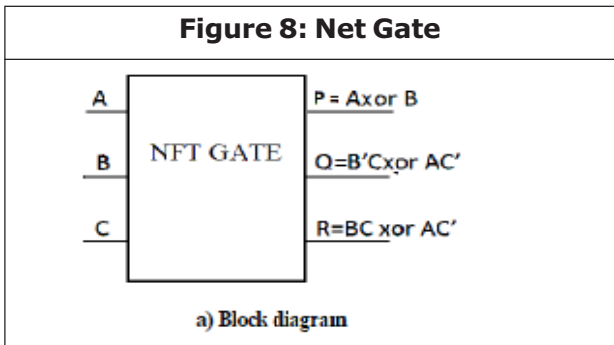 Figure 8: Net Gate
A P = Axor B
NFT GATE
B Q=B'Cxor AC'
C R=BC xor AC'
a) Block diagram